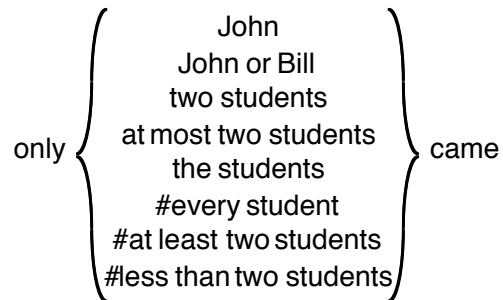 John
John or Bill
two students
at most two students
only the students came
#every student
#at least two students
#less than two students